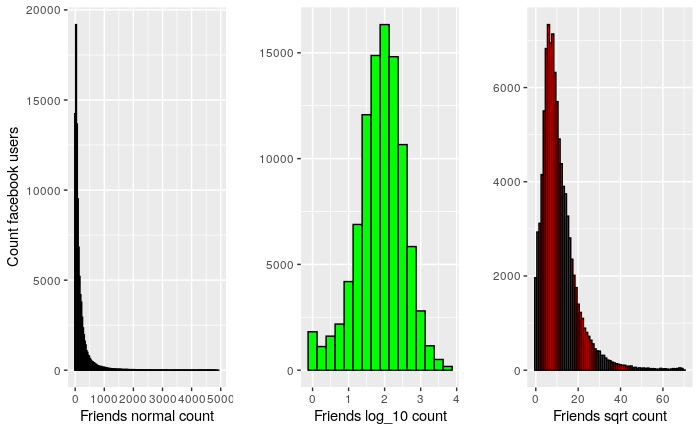 Count facebook users
20000
15000
10000
5000
0
0 1000 2000 3000 4000 5000
Friends normal count
15000
10000
5000
0
0 1 2 3 4
Friends log_10 count
6000
4000
2000
0
0 20 40 60
Friends sqrt count